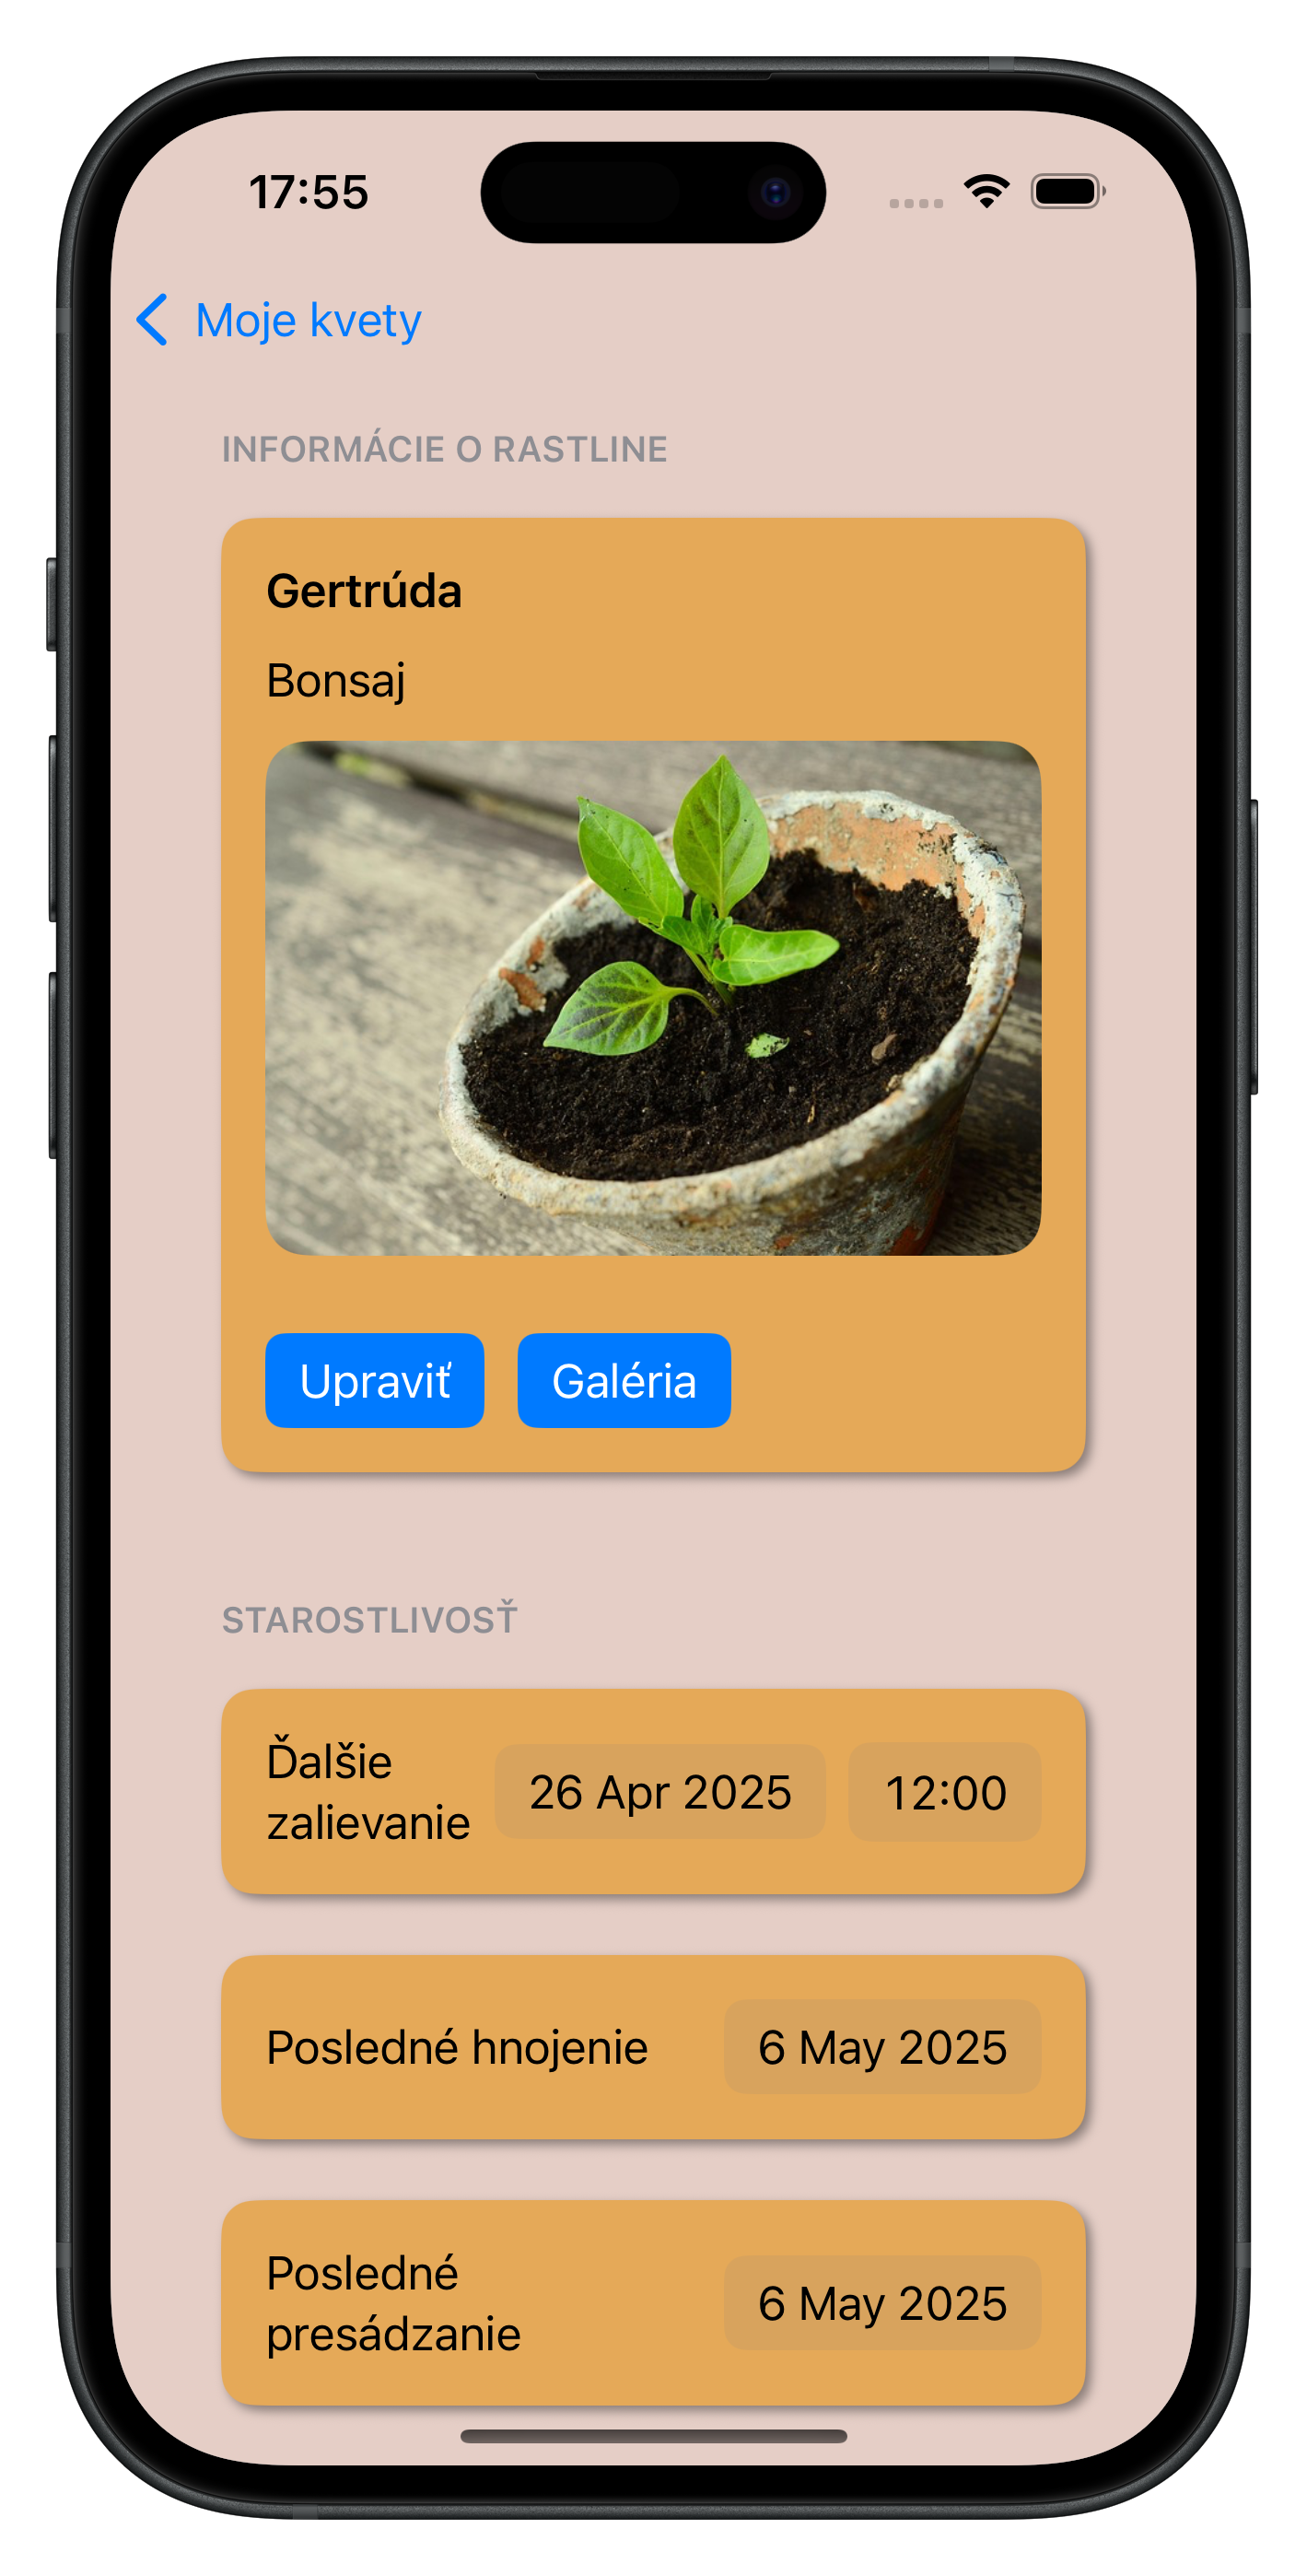 17:55
Moje kvety
INFORMÁCIE O RASTLINE
Gertrúda
Bonsaj
Upraviť
Galéria
STAROSTLIVOSŤ
Ďalšie
zalievanie
26 Apr 2025
12:00
Posledné hnojenie
6 May 2025
Posledné
presádzanie
6 May 2025